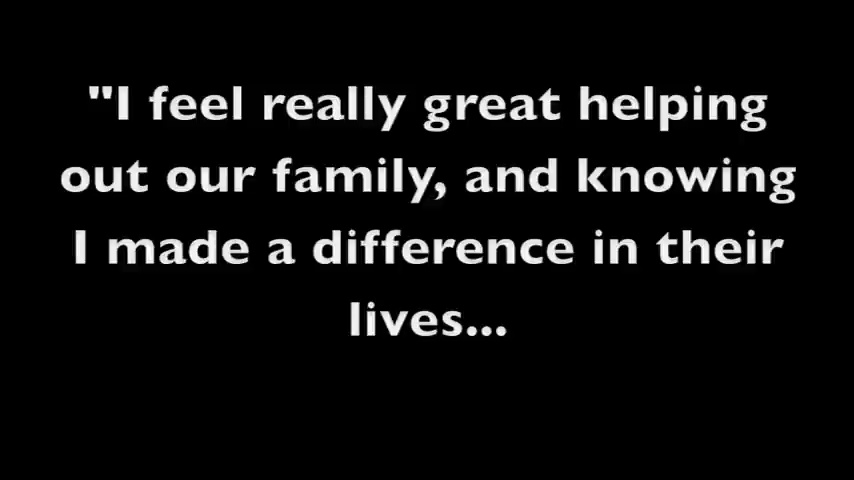 "I feel really great helping
out our family, and knowing
I made a difference in their
lives...